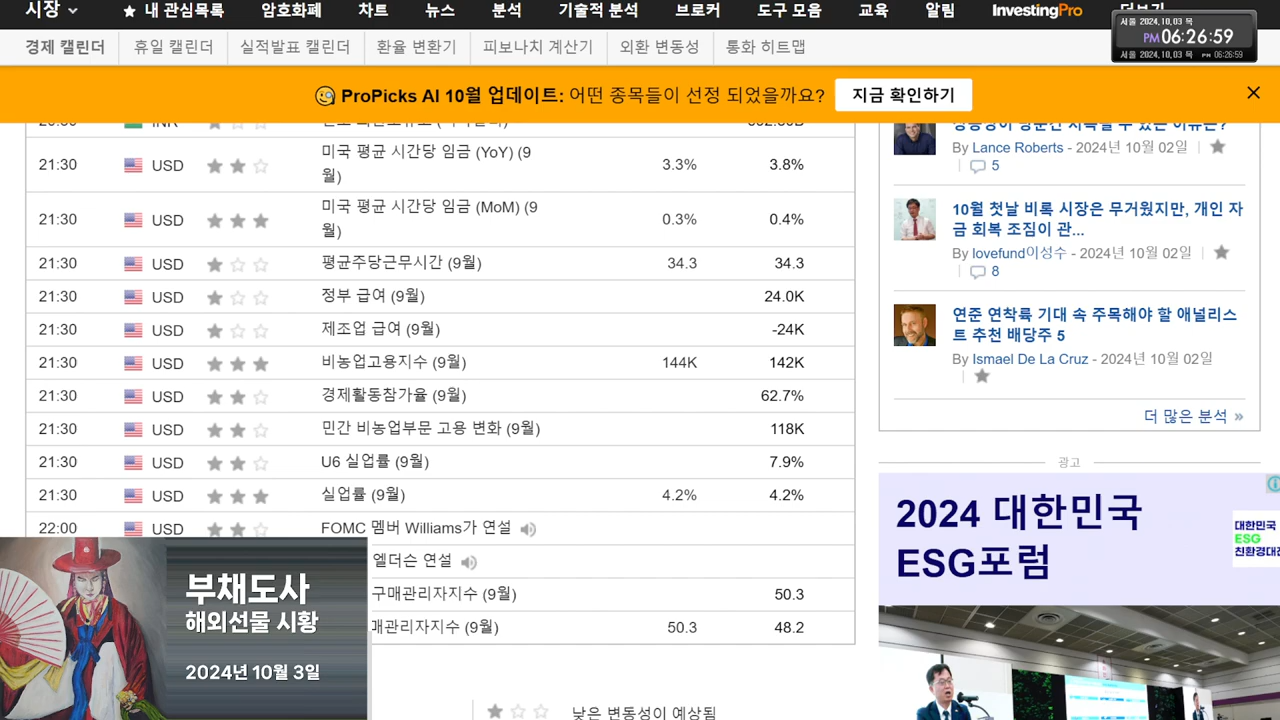 시장
내 관심목록
암호화폐
차트
뉴스
분석
기술적 분석
브로커
도구 모음
교육
알림
InvestingPro
서울 2024.10.03 목
PM 06:26:59
서울 2024.10.03 목 PM 06:26:59
경제 캘린더
휴일 캘린더
실적발표 캘린더
환율 변환기
피보나치 계산기
외환 변동성
통화 히트맵
ProPicks AI 10월 업데이트: 어떤 종목들이 선정 되었을까요?
지금 확인하기
21:30 USD 미국 평균 시간당 임금 (YoY) (9 3.3% 3.8%
월)
21:30 USD 미국 평균 시간당 임금 (MoM) (9 0.3% 0.4%
월)
21:30 USD 평균주당근무시간 (9월) 34.3 34.3
21:30 USD 정부 급여 (9월) 24.0K
21:30 USD 제조업 급여 (9월) -24K
21:30 USD 비농업고용지수 (9월) 144K 142K
21:30 USD 경제활동참가율 (9월) 62.7%
21:30 USD 민간 비농업부문 고용 변화 (9월) 118K
21:30 USD U6 실업률 (9월) 7.9%
21:30 USD 실업률 (9월) 4.2% 4.2%
22:00 USD FOMC 멤버 Williams가 연설
엘더슨 연설
구매관리자지수 (9월) 50.3
매관리자지수 (9월) 50.3 48.2
낮은 변동성이 예상됨
By Lance Roberts - 2024년 10월 02일
5
10월 첫날 비록 시장은 무거웠지만, 개인 자
금 회복 조짐이 관...
By lovefund이성수 - 2024년 10월 02일
8
연준 연착륙 기대 속 주목해야 할 애널리스
트 추천 배당주 5
By Ismael De La Cruz - 2024년 10월 02일
더 많은 분석 »
광고
2024 대한민국
ESG포럼
대한민국
ESG
친환경대전
부채도사
해외선물 시황
2024년 10월 3일